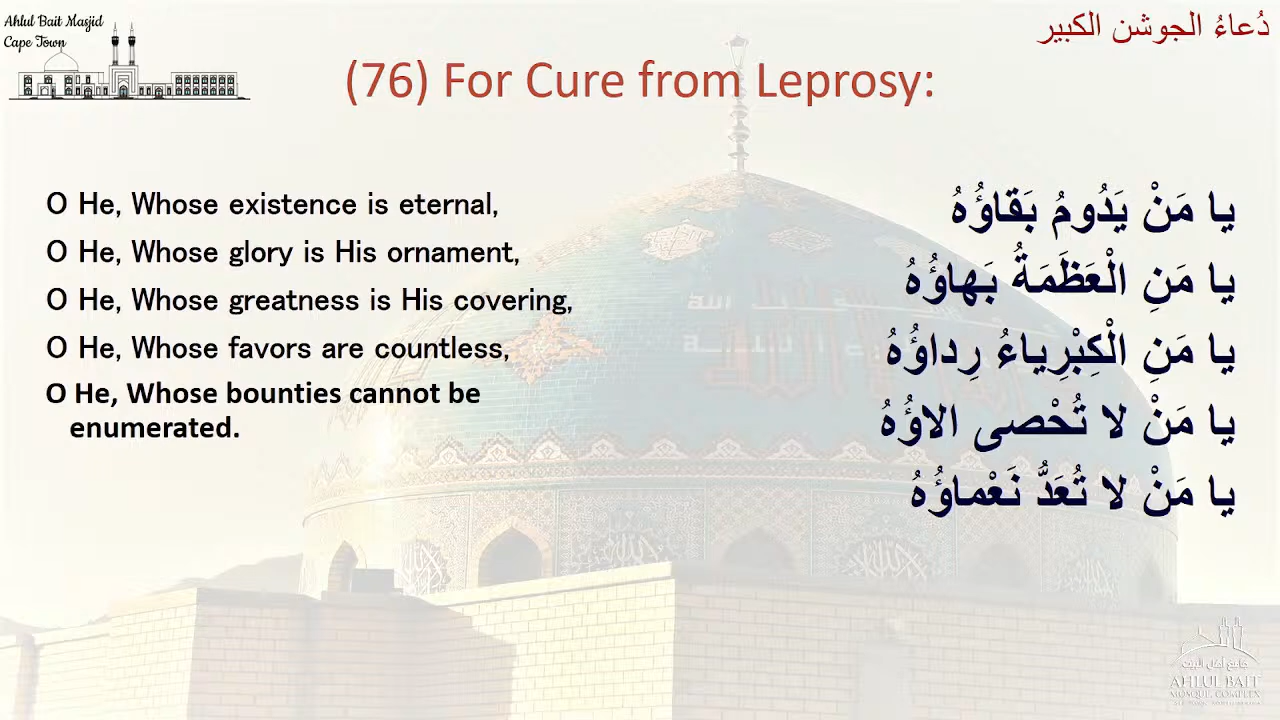 Ahlul Bait Masjid
Cape Town
دُعاءُ الجوشن الكبير
(76) For Cure from Leprosy:
O He, Whose existence is eternal,
O He, Whose glory is His ornament,
O He, Whose greatness is His covering,
O He, Whose favors are countless,
O He, Whose bounties cannot be
enumerated.
يا مَنْ يَدُومُ بَقاؤُهُ
يا مَنِ الْعَظَمَةُ بَهاؤُهُ
يا مَنِ الْكِبْرِياءُ رِداؤُهُ
يا مَنْ لا تُحْصى الاؤُهُ
يا مَنْ لا تُعَدُّ نَعْماؤُهُ
AHLUL BAIT
MOSQUE COMPLEX